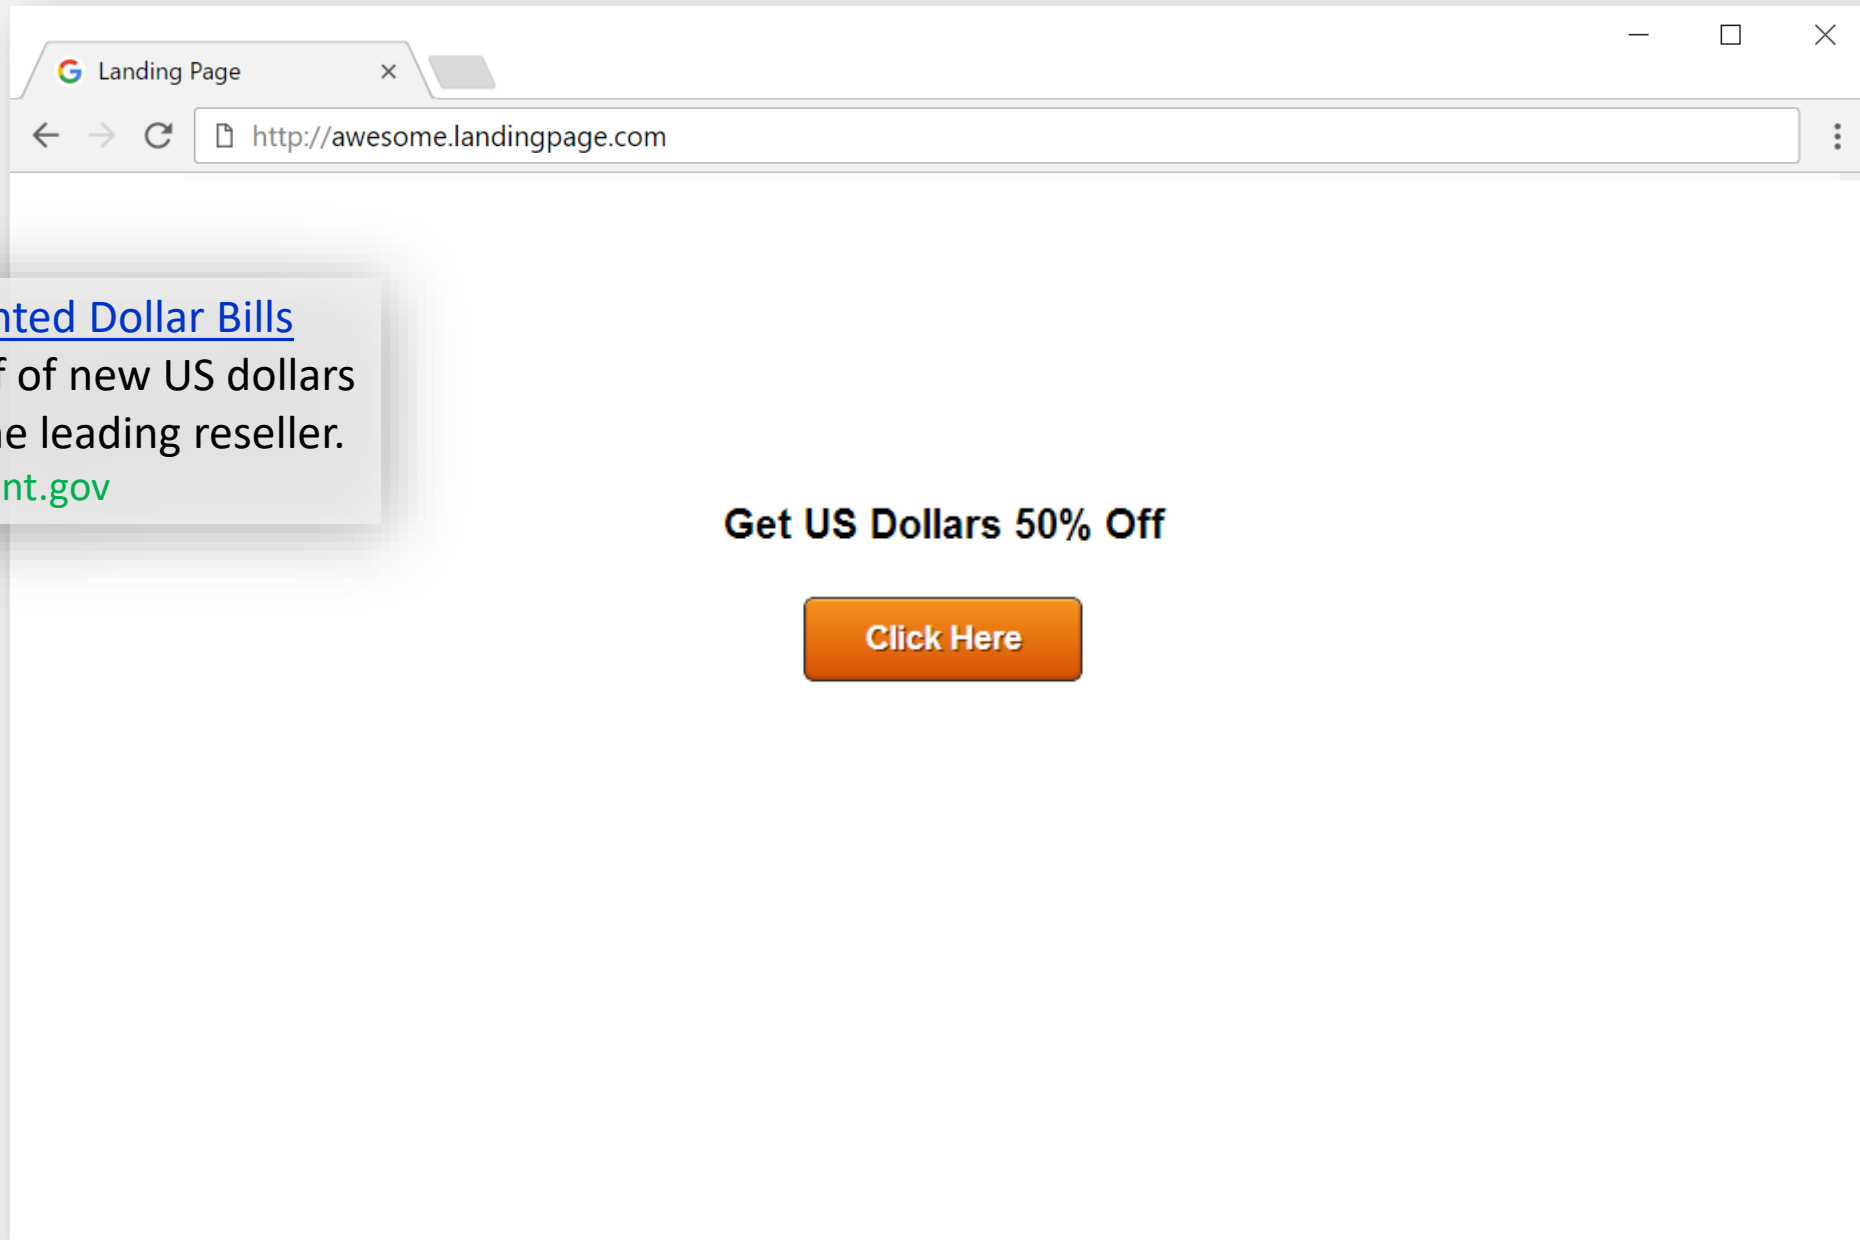 Landing Page
http://awesome.landingpage.com
Dollar Bills
of new US dollars
leading reseller.
nt.gov
Get US Dollars 50% Off
Click Here